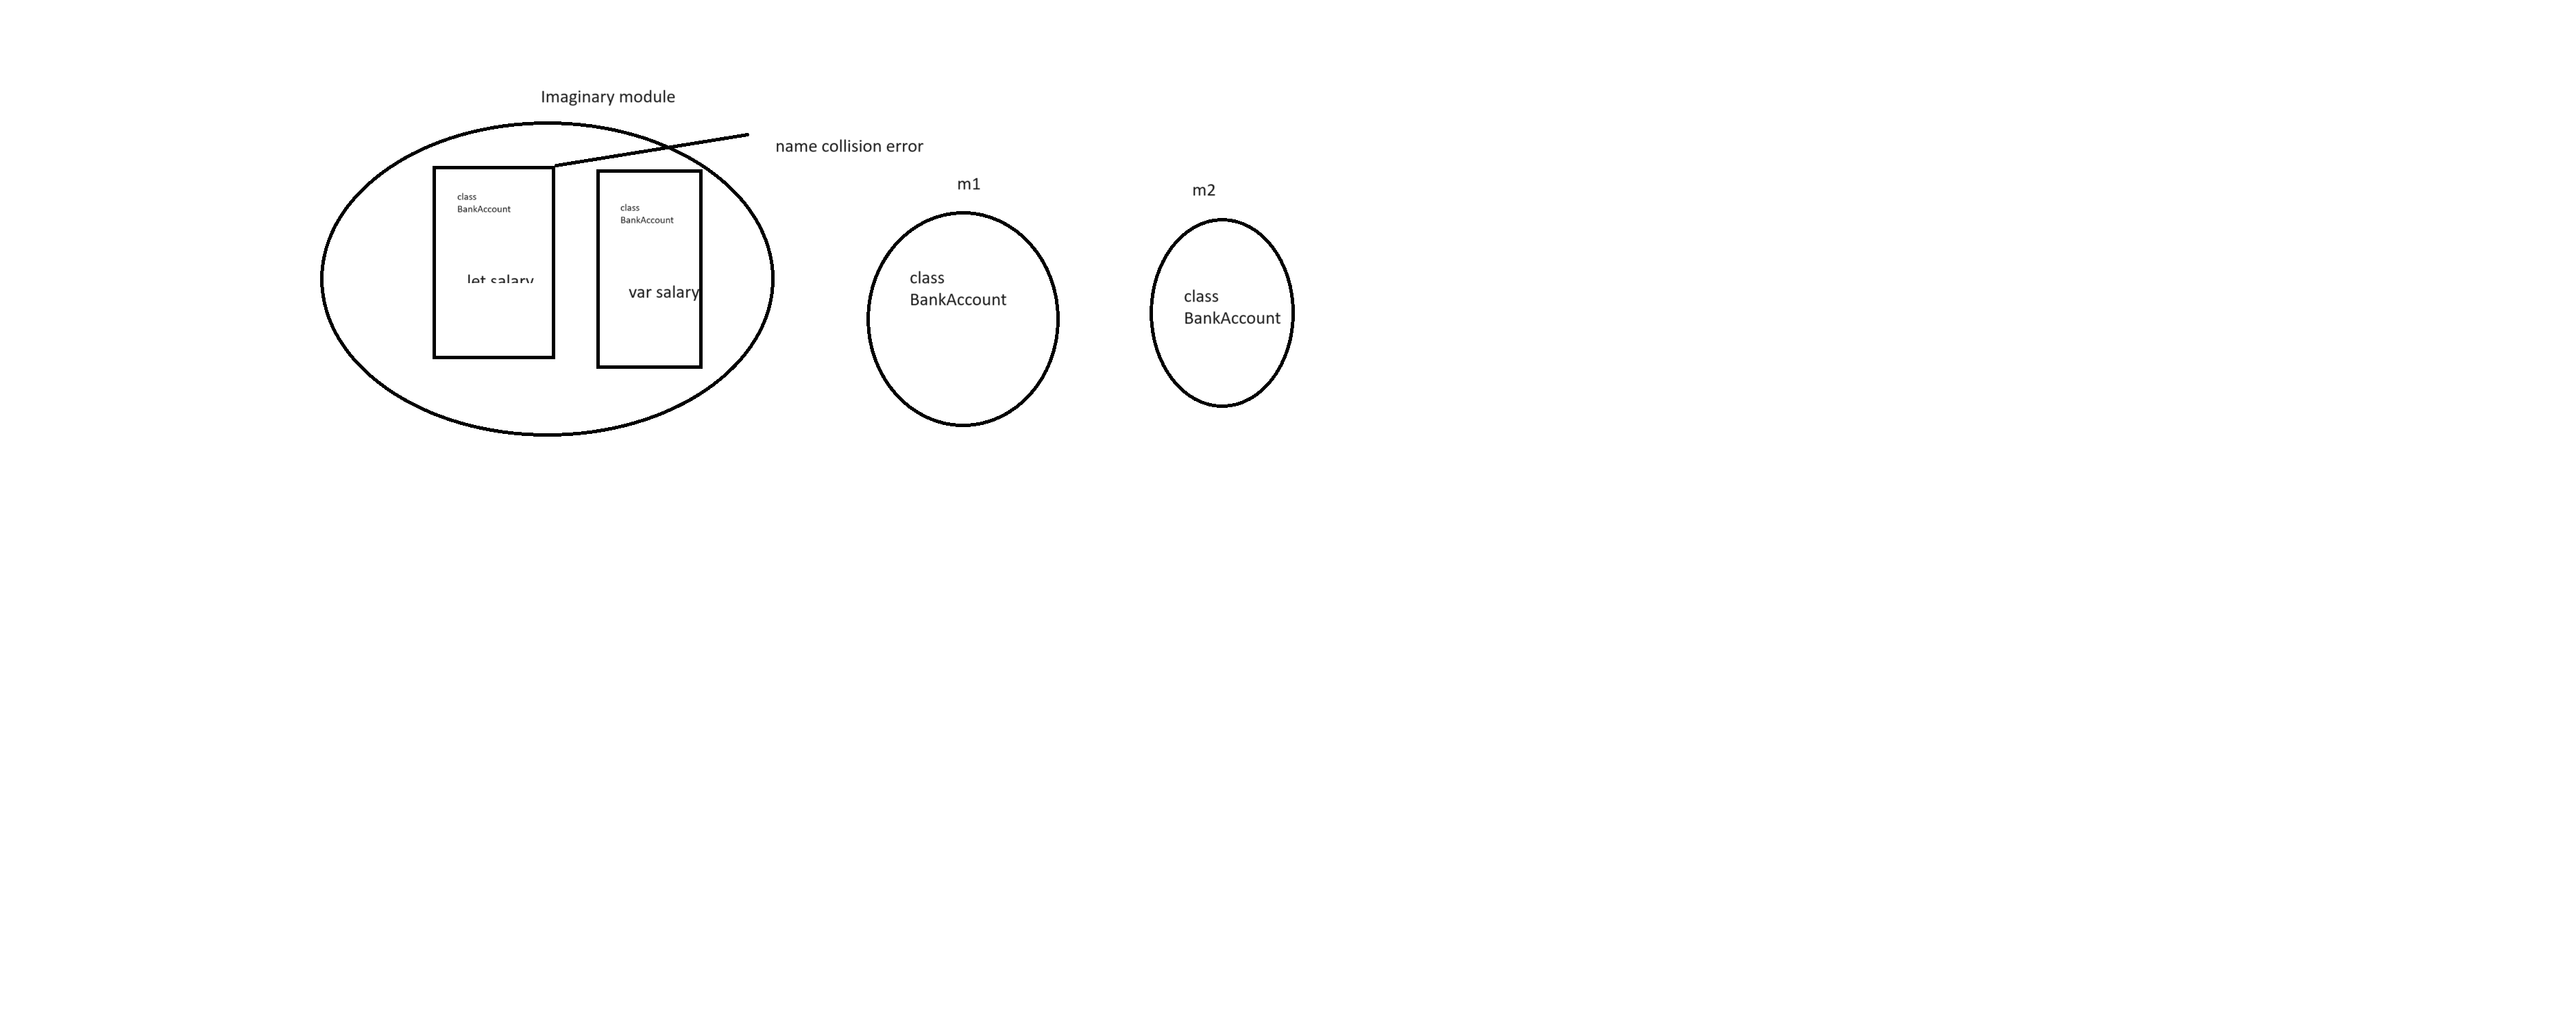 Imaginary module
name collision error
class
BankAccount
let salary
class
BankAccount
var salary
m1
class
BankAccount
m2
class
BankAccount